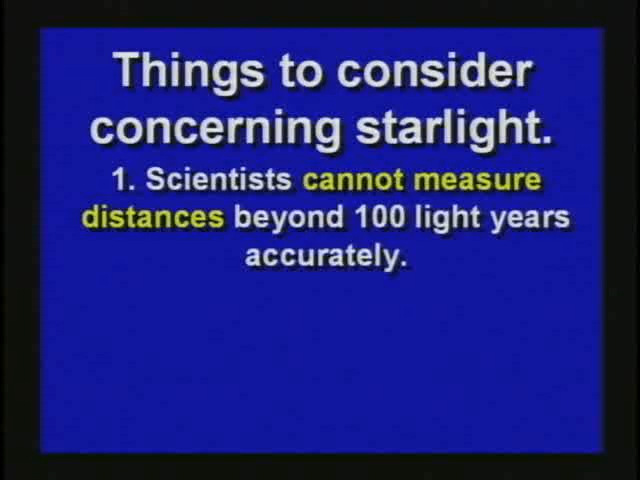 Things to consider
concerning starlight.
1. Scientists cannot measure
distances beyond 100 light years
accurately.